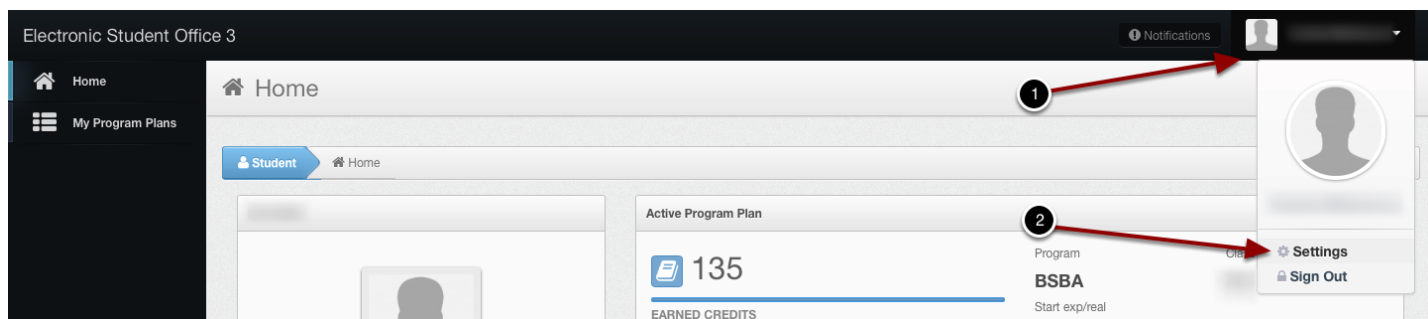 Electronic Student Office 3
Notifications
Home
My Program Plans
Home
1
Student
Home
Active Program Plan
2
135
EARNED CREDITS
Program
BSBA
Start exp/real
Settings
Sign Out